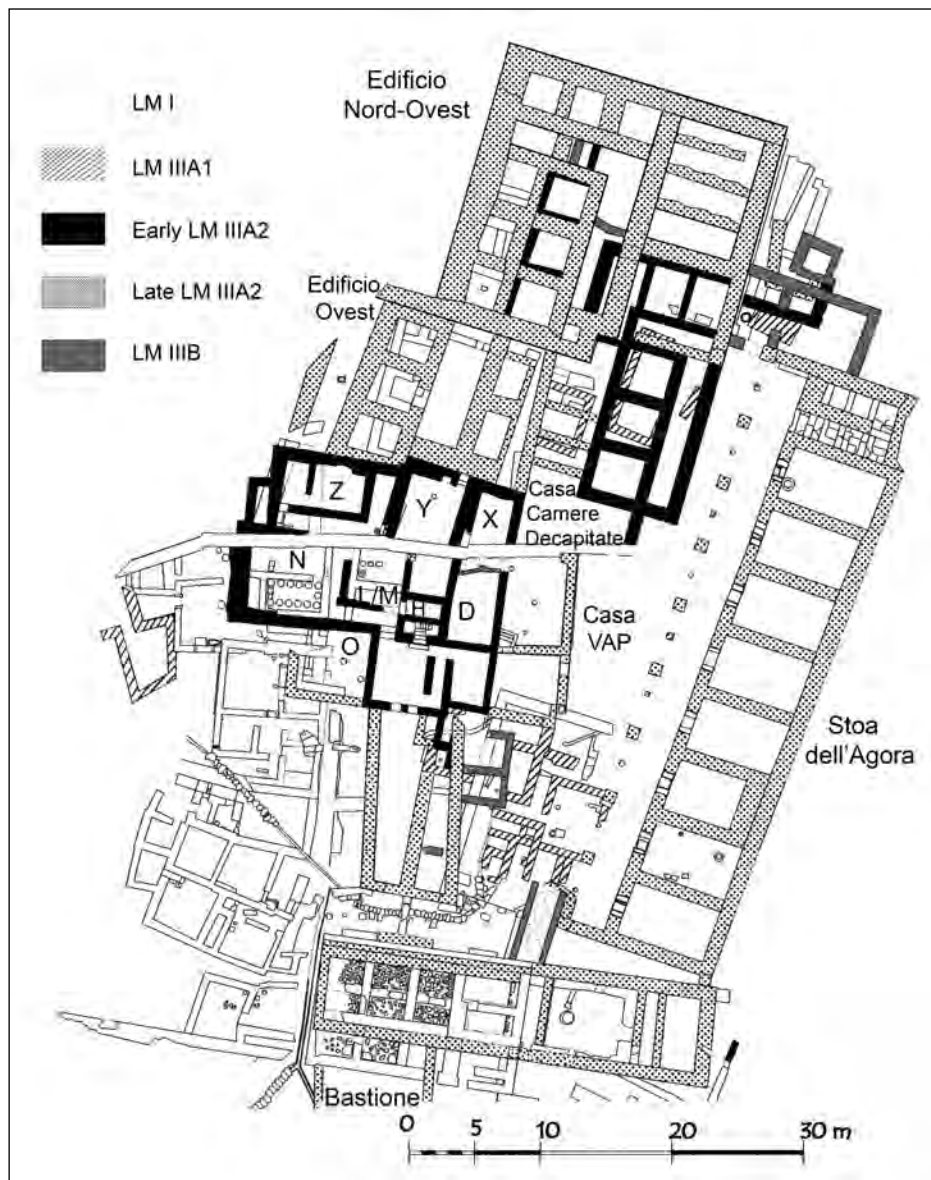 Edificio
Nord-Ovest
LM I
LM IIIA1
Early LM IIIA2
Late LM IIIA2
LM IIIB
Edificio
Ovest
Z
Y
X
Casa
Camere
Decapitate
N
L/M
H
D
Casa
VAP
O
Stoa
dell'Agora
Bastione
0 5 10 20 30 m